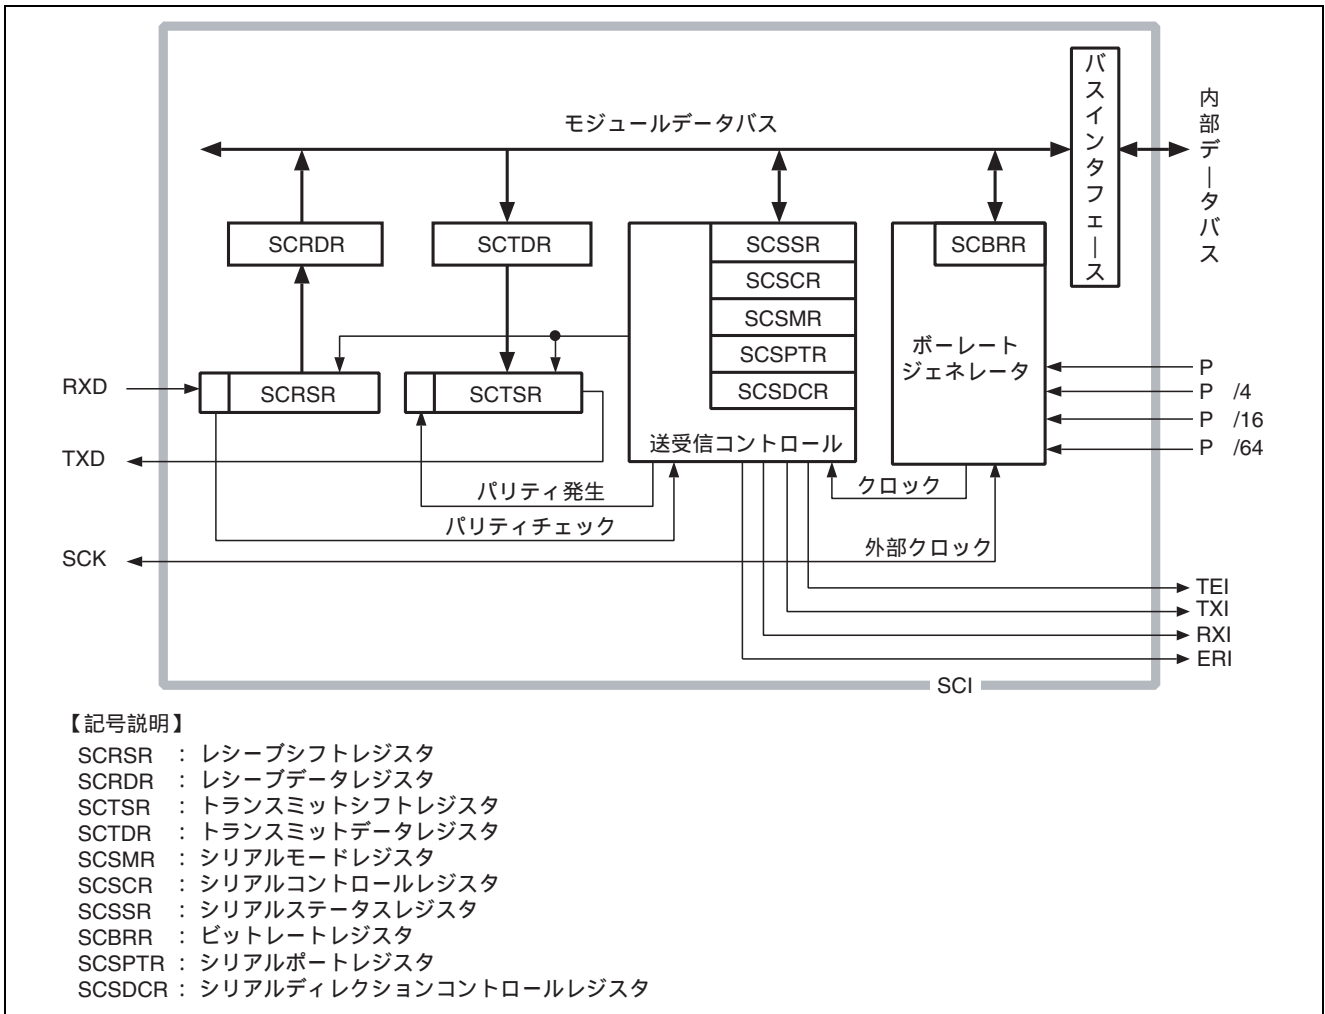 モジュールデータバス
バスインタフェース
内部データバス
SCRDR
SCTDR
SCSSR
SCSCR
SCSMR
SCSPTR
SCSDCR
送受信コントロール
SCBRR
ボーレート
ジェネレータ
RXD
SCRSR
SCTSR
P
P /4
P /16
P /64
TXD
パリティ発生
パリティチェック
クロック
外部クロック
SCK
TEI
TXI
RXI
ERI
SCI
【記号説明】
SCRSR : レシーブシフトレジスタ
SCRDR : レシーブデータレジスタ
SCTSR : トランスミットシフトレジスタ
SCTDR : トランスミットデータレジスタ
SCSMR : シリアルモードレジスタ
SCSCR : シリアルコントロールレジスタ
SCSSR : シリアルステータスレジスタ
SCBRR : ビットレートレジスタ
SCSPTR : シリアルポートレジスタ
SCSDCR : シリアルディレクションコントロールレジスタ